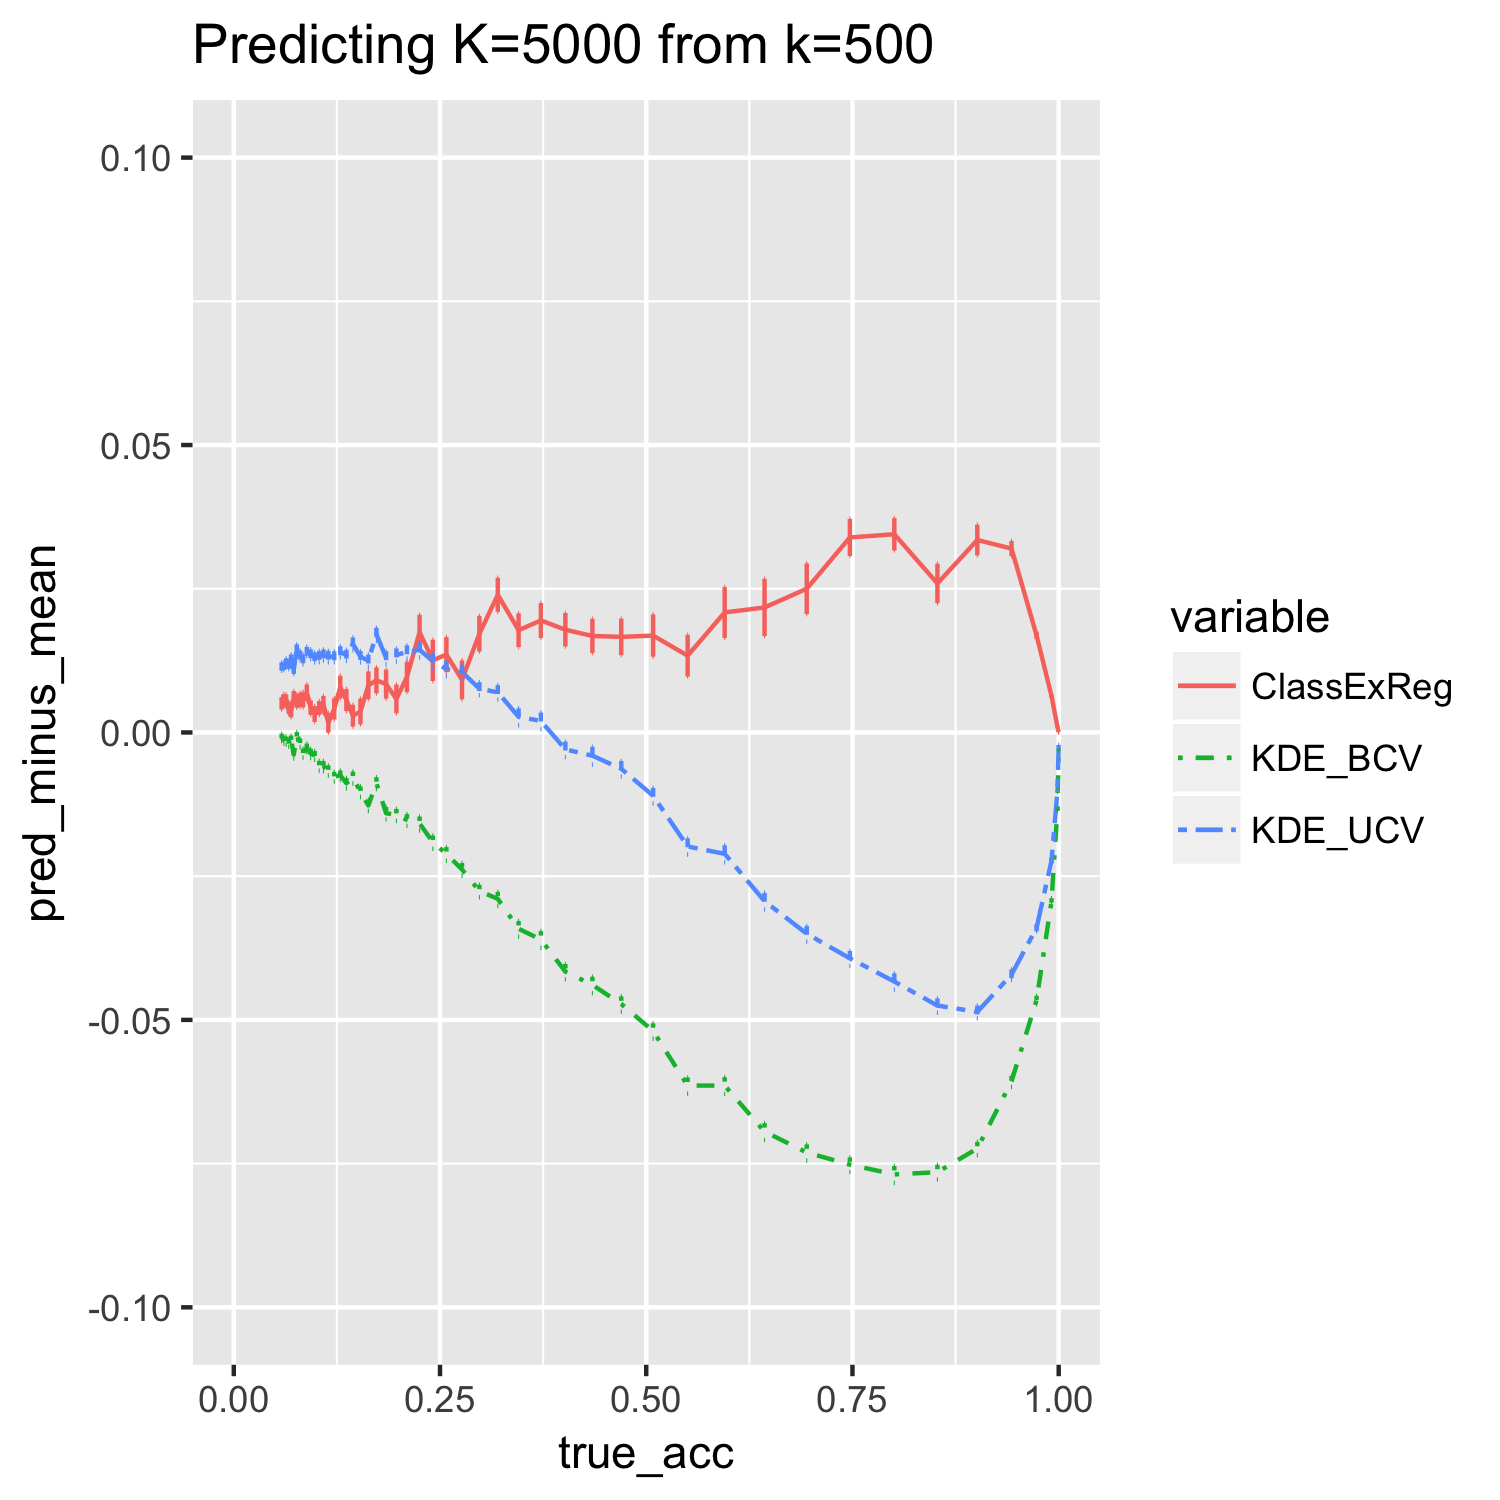 Predicting K=5000 from k=500
0.10
0.05
0.00
-0.05
-0.10
pred_minus_mean
0.00 0.25 0.50 0.75 1.00
true_acc
variable
ClassExReg
KDE_BCV
KDE_UCV